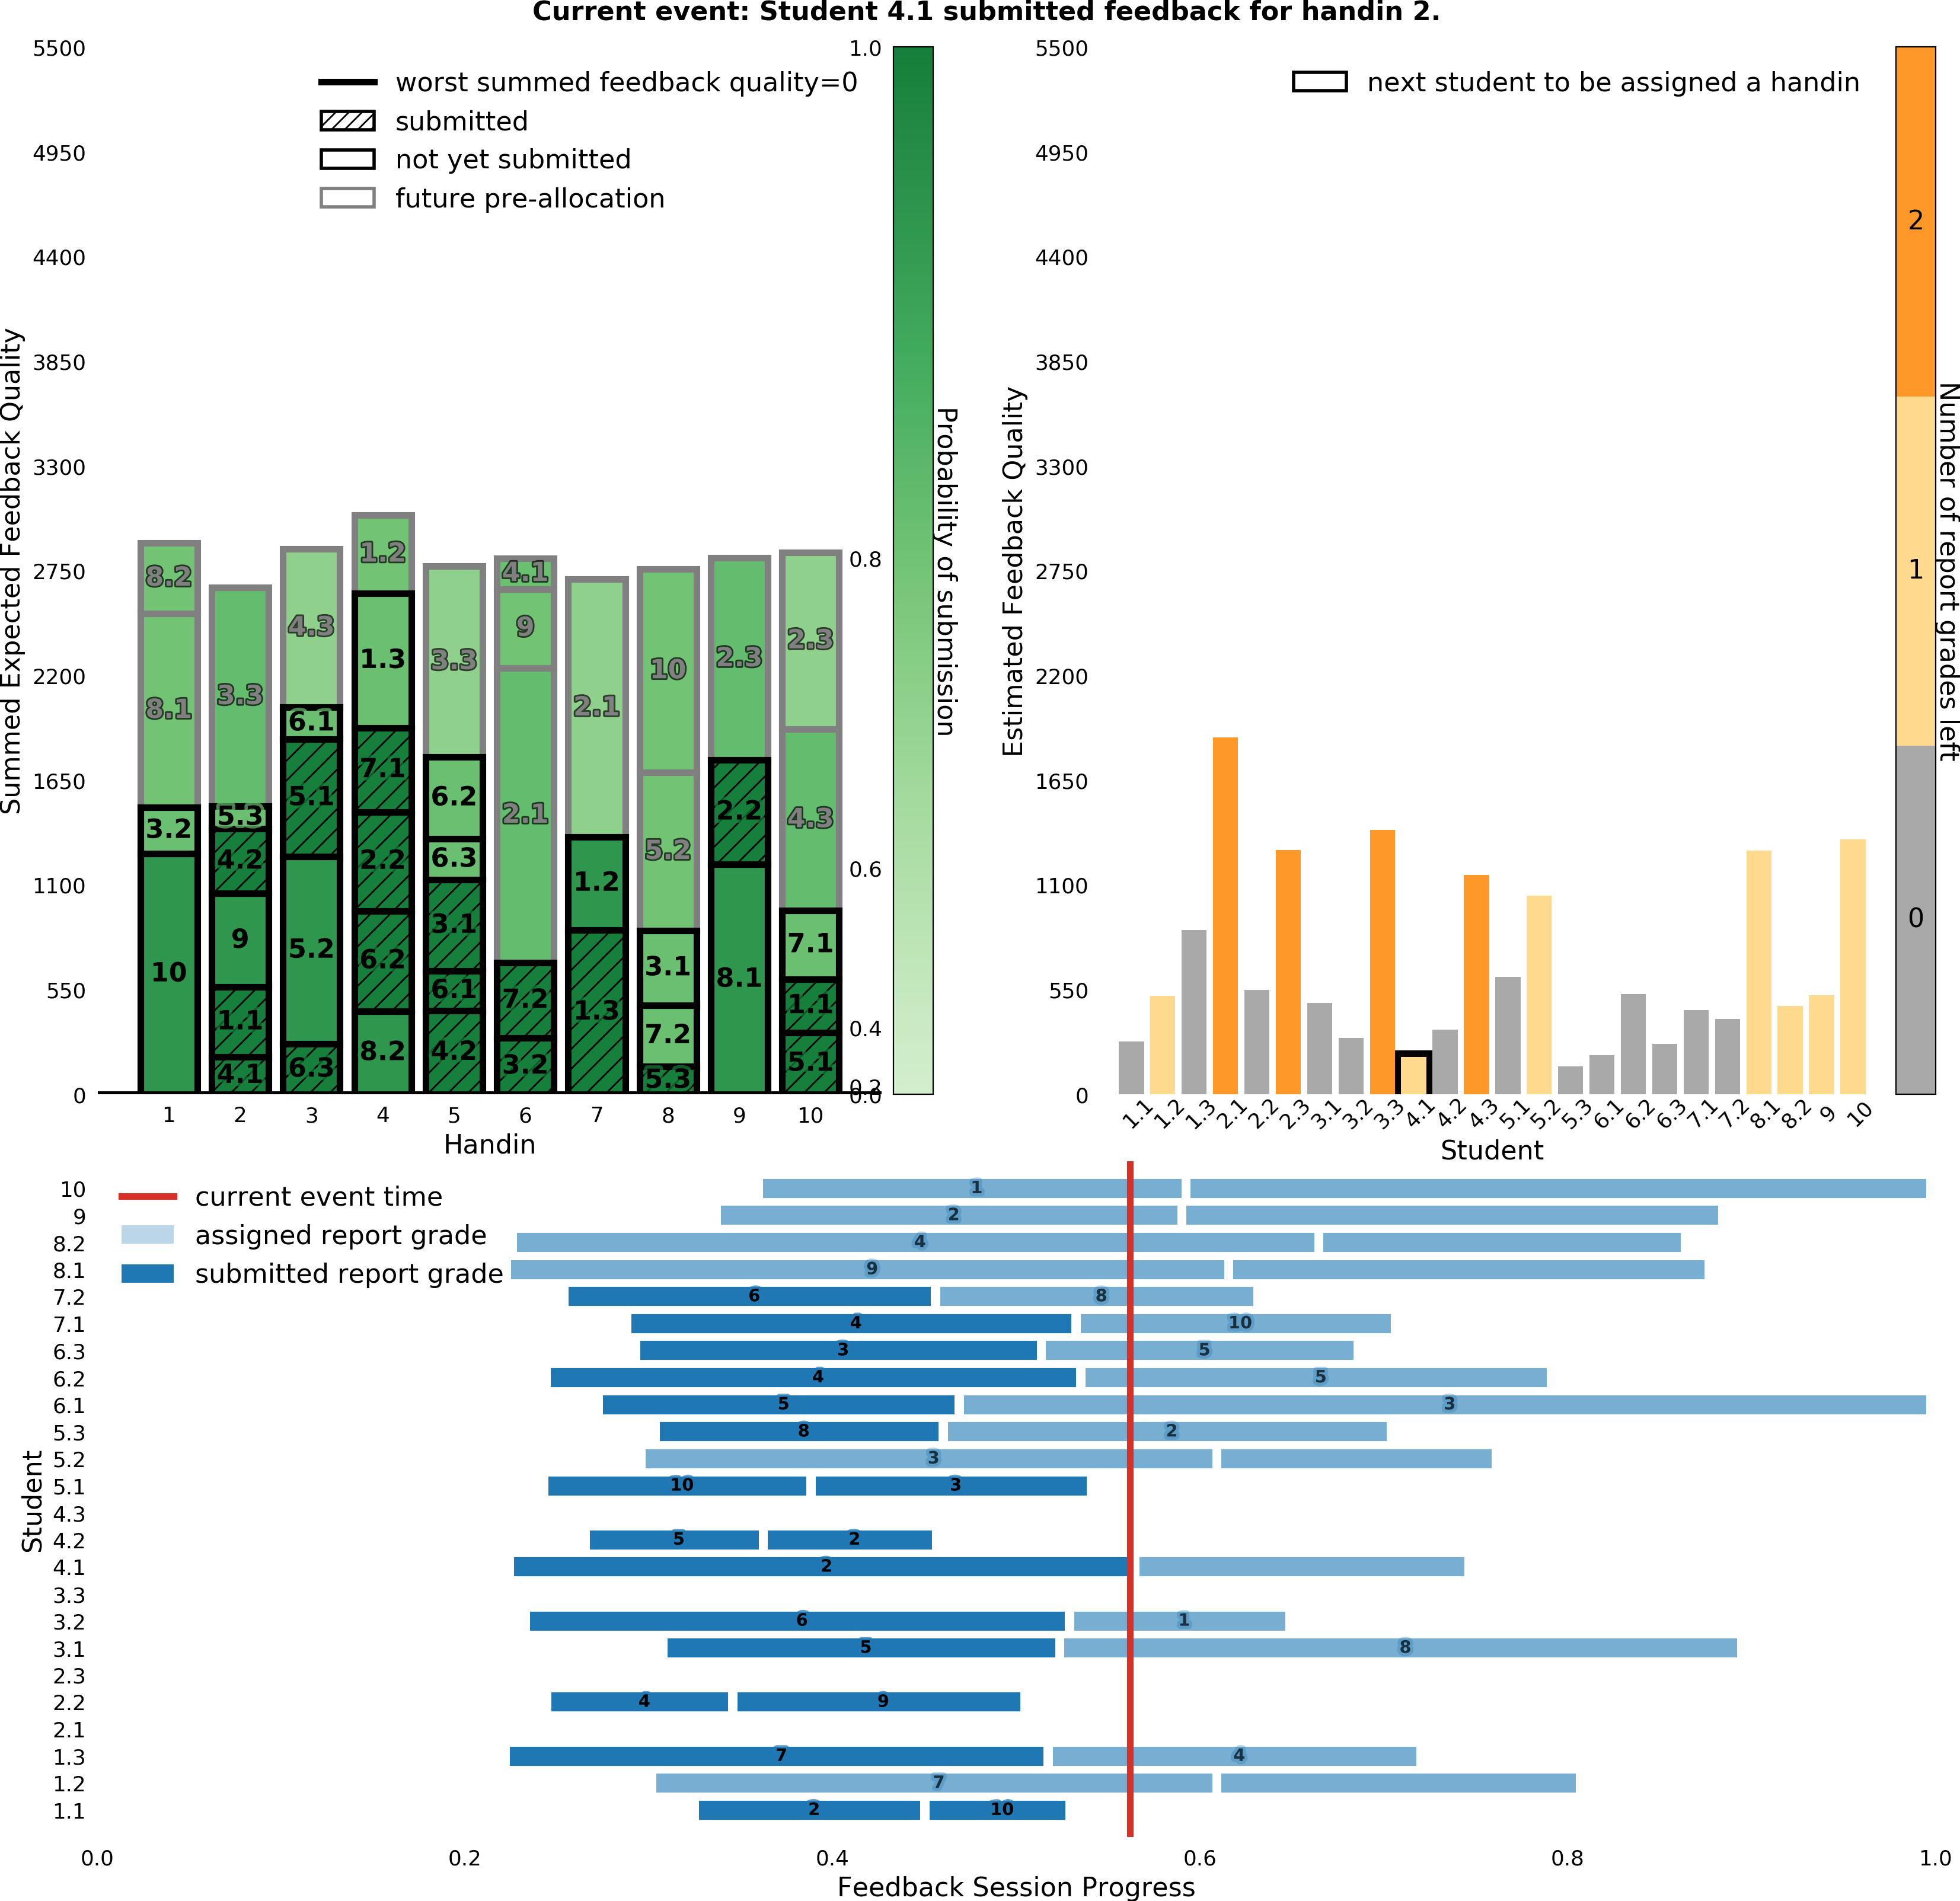 Current event: Student 4.1 submitted feedback for handin 2.
5500
4950
4400
3850
3300
2750
2200
1650
1100
550
0
Summed Expected Feedback Quality
worst summed feedback quality=0
submitted
not yet submitted
future pre-allocation
8.2
8.1
3.2
10
3.3
5.3
4.2
9
1.1
4.1
4.3
6.1
5.1
5.2
6.3
1.2
1.3
7.1
2.2
6.2
8.2
3.3
6.2
6.3
3.1
6.1
4.2
4.1
9
2.1
7.2
3.2
2.1
1.2
1.3
10
5.2
3.1
7.2
5.3
2.3
2.2
8.1
2.3
4.3
7.1
1.1
5.1
1 2 3 4 5 6 7 8 9 10
Handin
1.0
0.8
0.6
0.4
0.2
0.0
Probability of submission
5500
4950
4400
3850
3300
2750
2200
1650
1100
550
0
Estimated Feedback Quality
next student to be assigned a handin
1.1 1.2 1.3 2.1 2.2 2.3 3.1 3.2 3.3 4.1 4.2 4.3 5.1 5.2 5.3 6.1 6.2 6.3 7.1 7.2 8.1 8.2 9 10
Student
2
1
0
Number of report grades left
current event time
assigned report grade
submitted report grade
Student
10 1
9 2
8.2 4
8.1 9
7.2 6 8
7.1 4 10
6.3 3 5
6.2 4 5
6.1 5 3
5.3 8 2
5.2 3
5.1 10 3
4.3
4.2 5 2
4.1 2
3.3
3.2 6 1
3.1 5 8
2.3
2.2 4 9
2.1
1.3 7 4
1.2 7
1.1 2 10
0.0 0.2 0.4 0.6 0.8 1.0
Feedback Session Progress